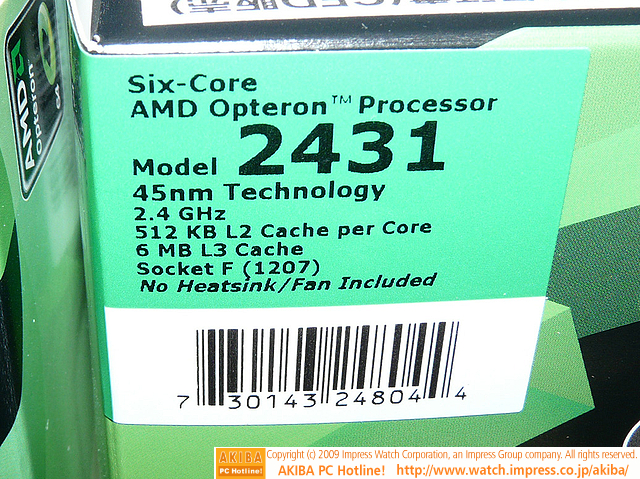 AMD
Opteron
Six-Core
AMD Opteron™ Processor
Model 2431
45nm Technology
2.4 GHz
512 KB L2 Cache per Core
6 MB L3 Cache
Socket F (1207)
No Heatsink/Fan Included
7 30143 24804 4
AKIBA
PC Hotline!
Copyright (c) 2009 Impress Watch Corporation, an Impress Group company. All rights reserved.
AKIBA PC Hotline! http://www.watch.impress.co.jp/akiba/